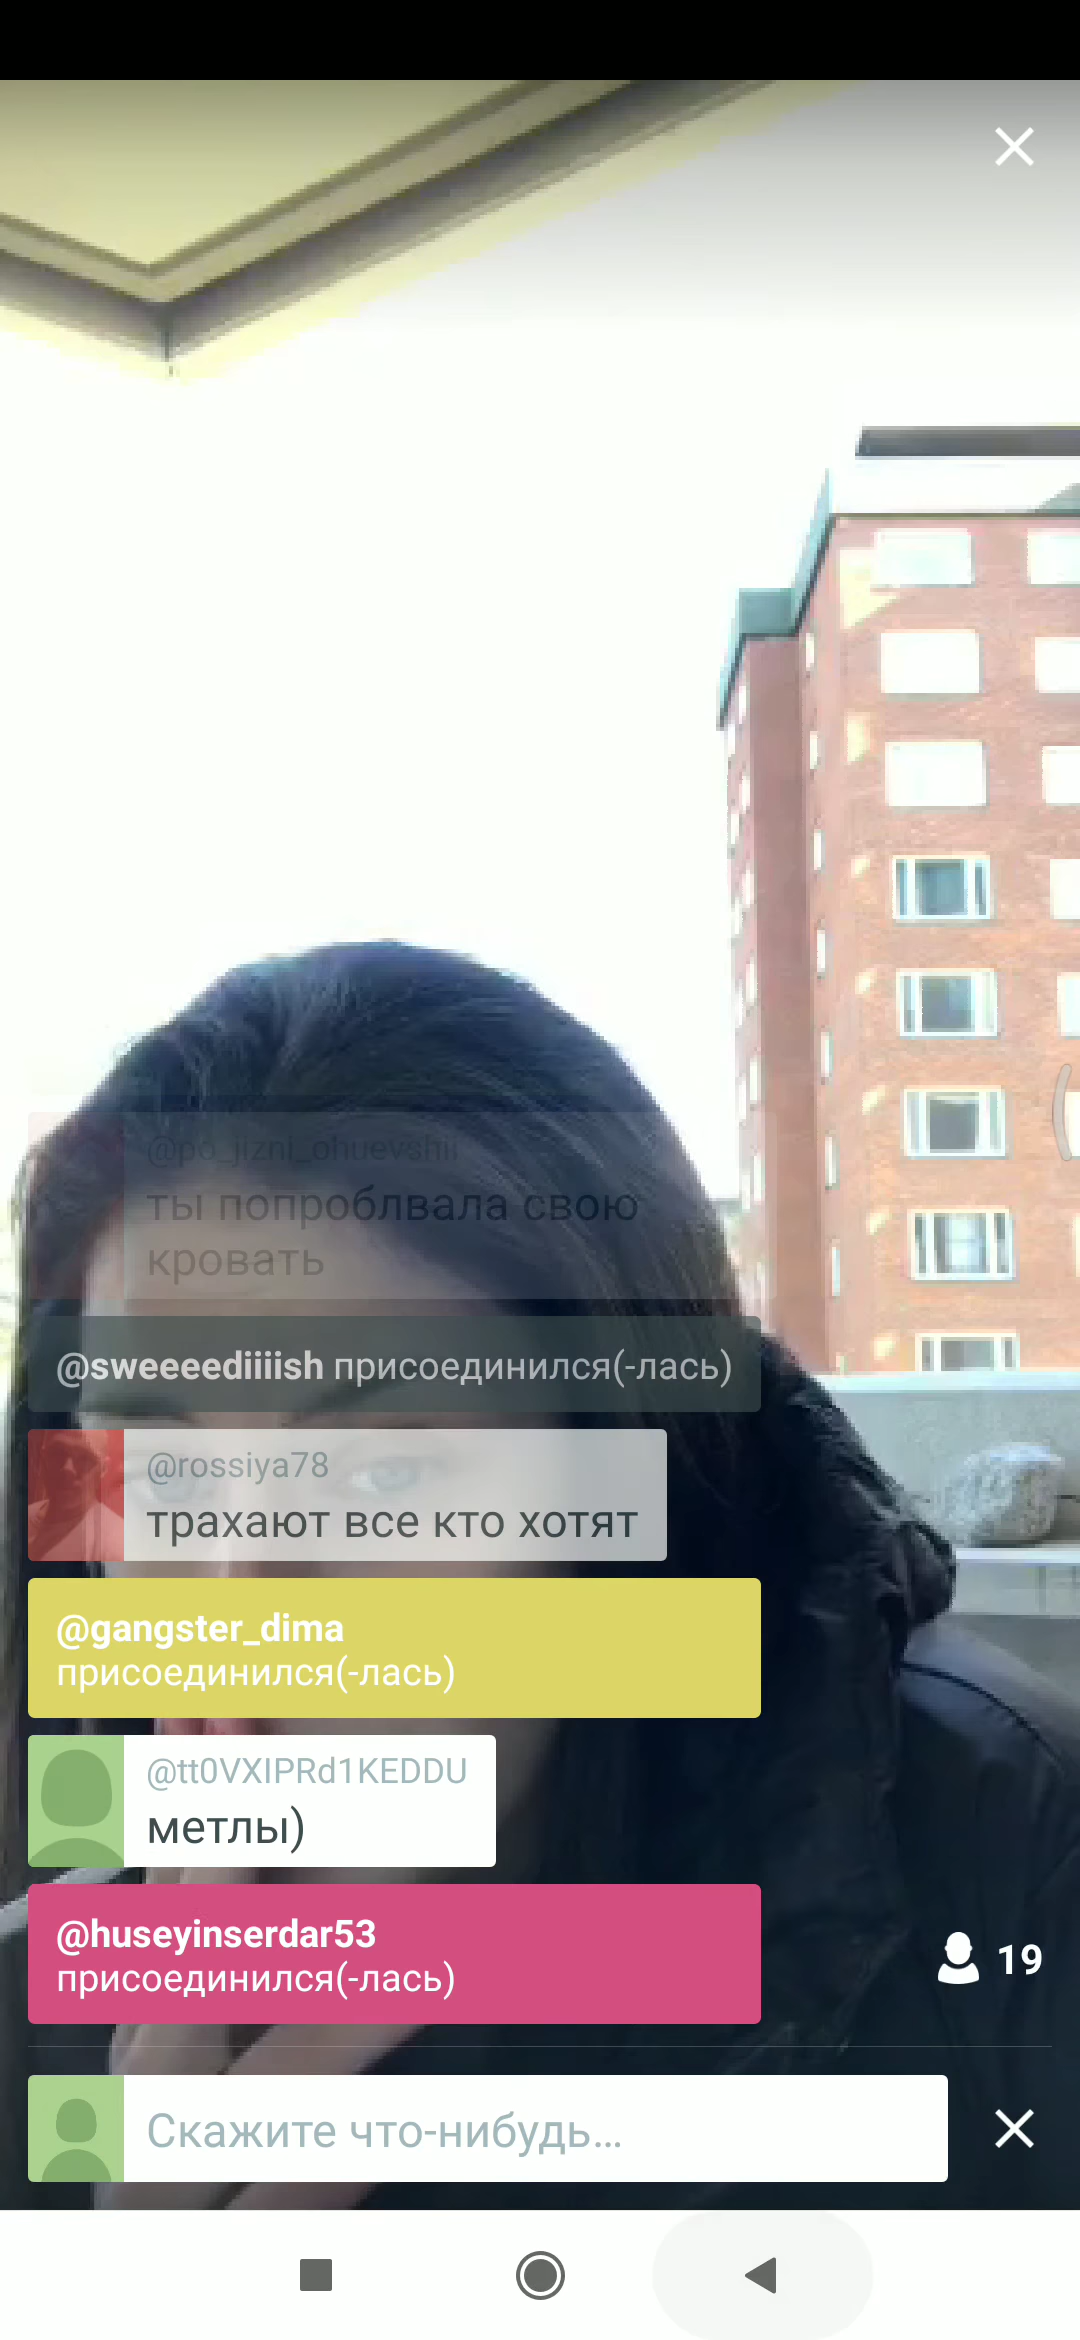 @po_jizni_ohuevshii
ты попроблвала свою
кровать
@sweeeediiiish присоединился(-лась)
@rossiya78
трахают все кто хотят
@gangster_dima
присоединился(-лась)
@tt0VXIPRd1KEDDU
метлы)
@huseyinserdar53
присоединился(-лась)
19
Скажите что-нибудь...